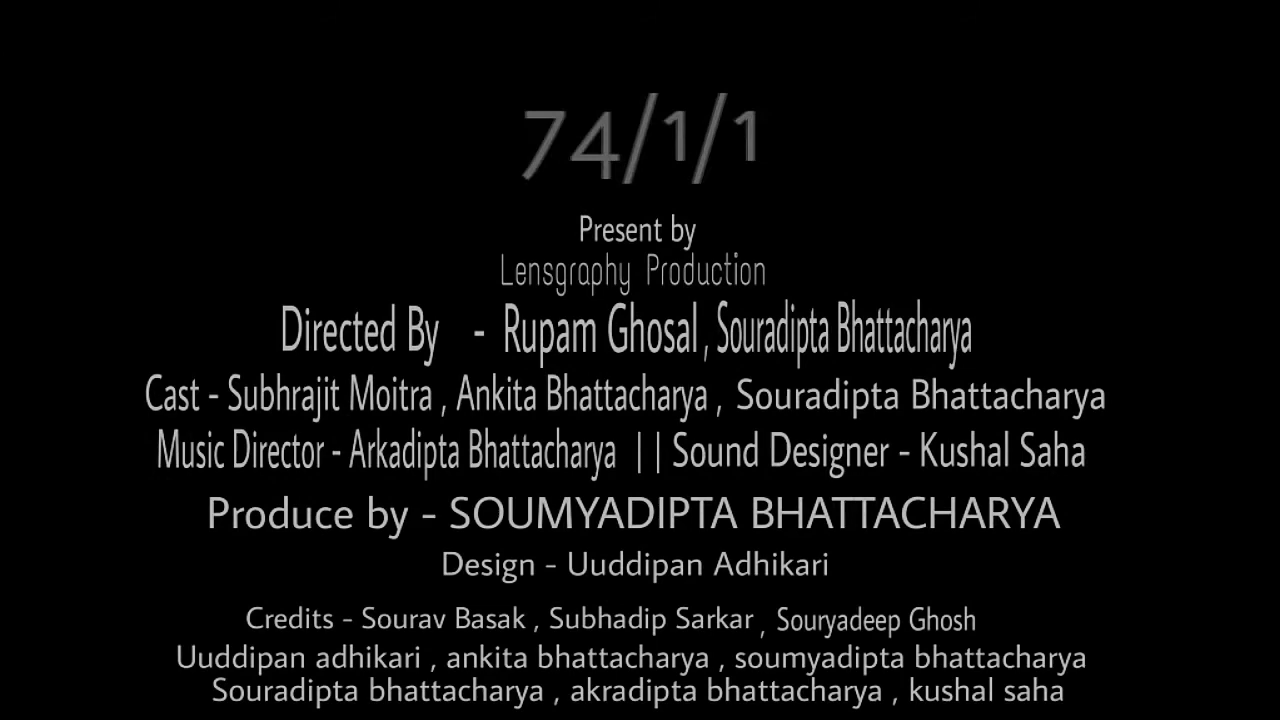 74/1/1
Present by
Lensgraphy Production
Directed By - Rupam Ghosal, Souradipta Bhattacharya
Cast - Subhrajit Moitra , Ankita Bhattacharya , Souradipta Bhattacharya
Music Director - Arkadipta Bhattacharya || Sound Designer - Kushal Saha
Produce by - SOUMYADIPTA BHATTACHARYA
Design - Uuddipan Adhikari
Credits - Sourav Basak , Subhadip Sarkar , Souryadeep Ghosh
Uuddipan adhikari , ankita bhattacharya , soumyadipta bhattacharya
Souradipta bhattacharya , akradipta bhattacharya , kushal saha